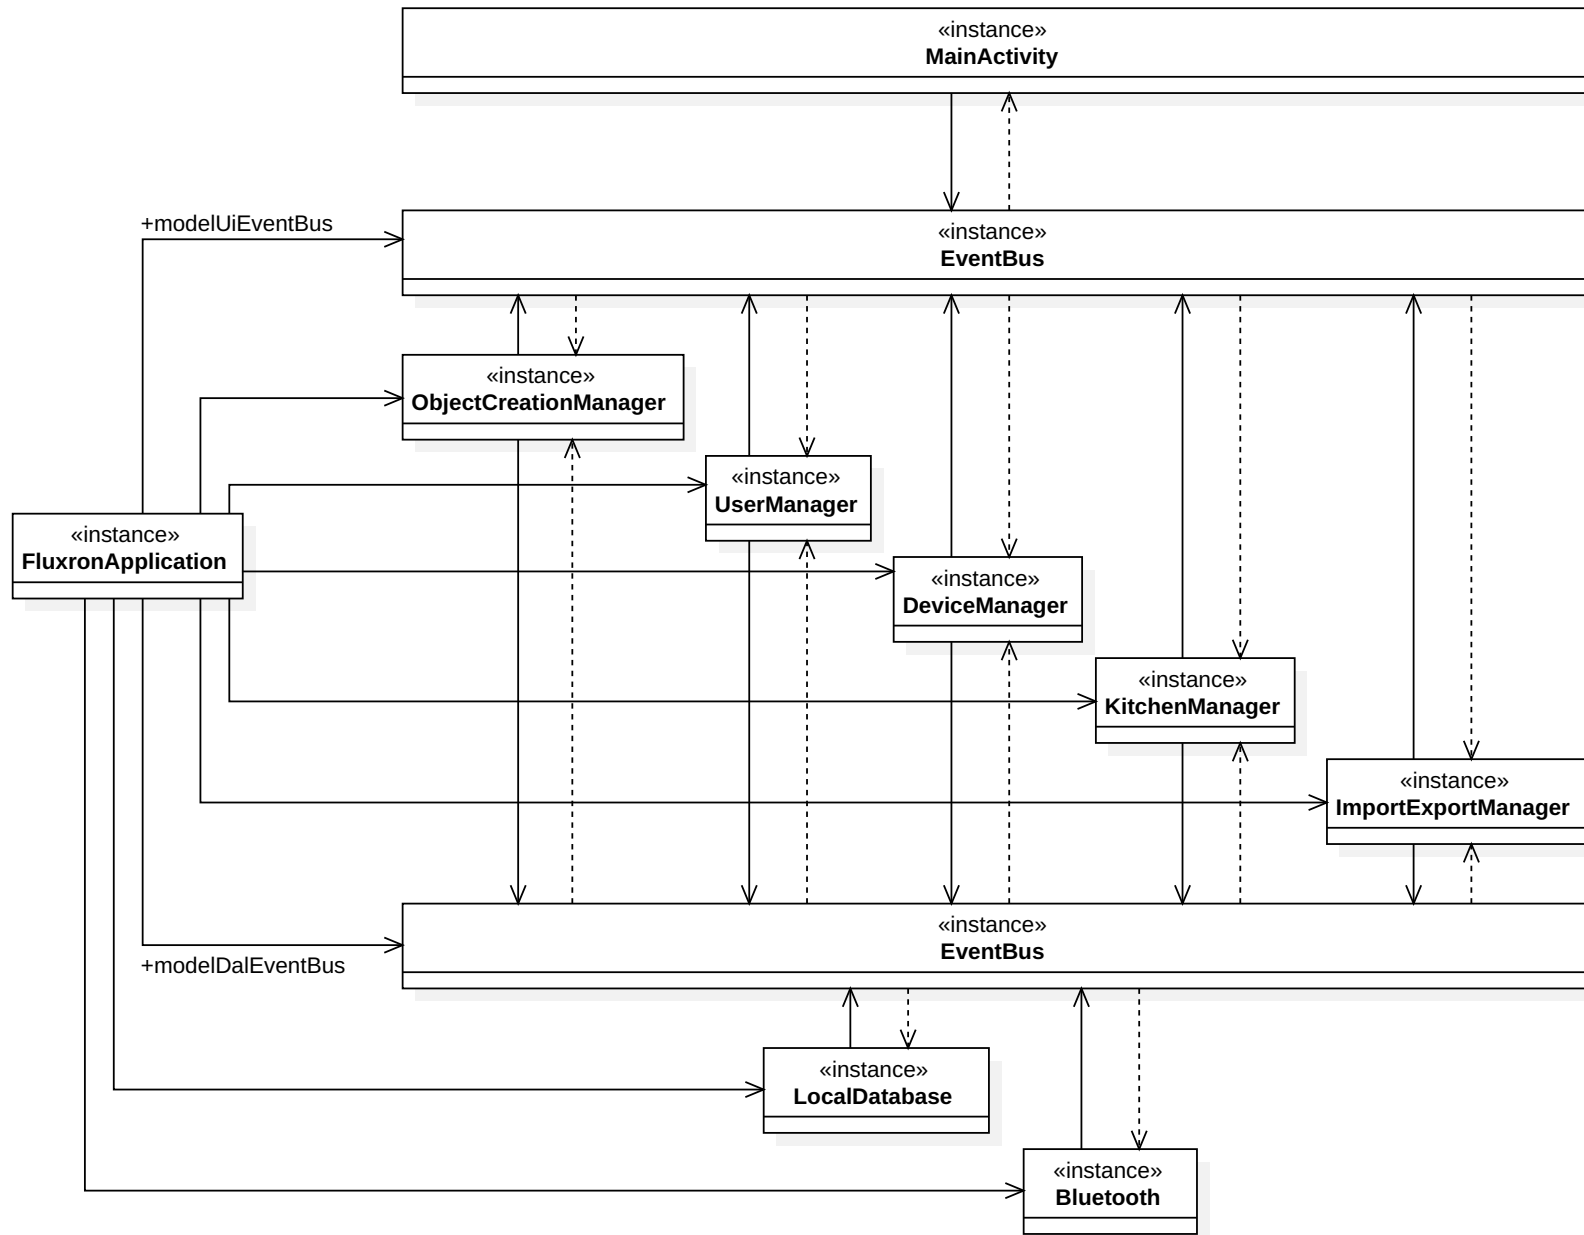 «instance»
MainActivity
+modelUiEventBus
«instance»
EventBus
«instance»
ObjectCreationManager
«instance»
UserManager
«instance»
FluxronApplication
«instance»
DeviceManager
«instance»
KitchenManager
«instance»
ImportExportManager
«instance»
EventBus
+modelDalEventBus
«instance»
LocalDatabase
«instance»
Bluetooth